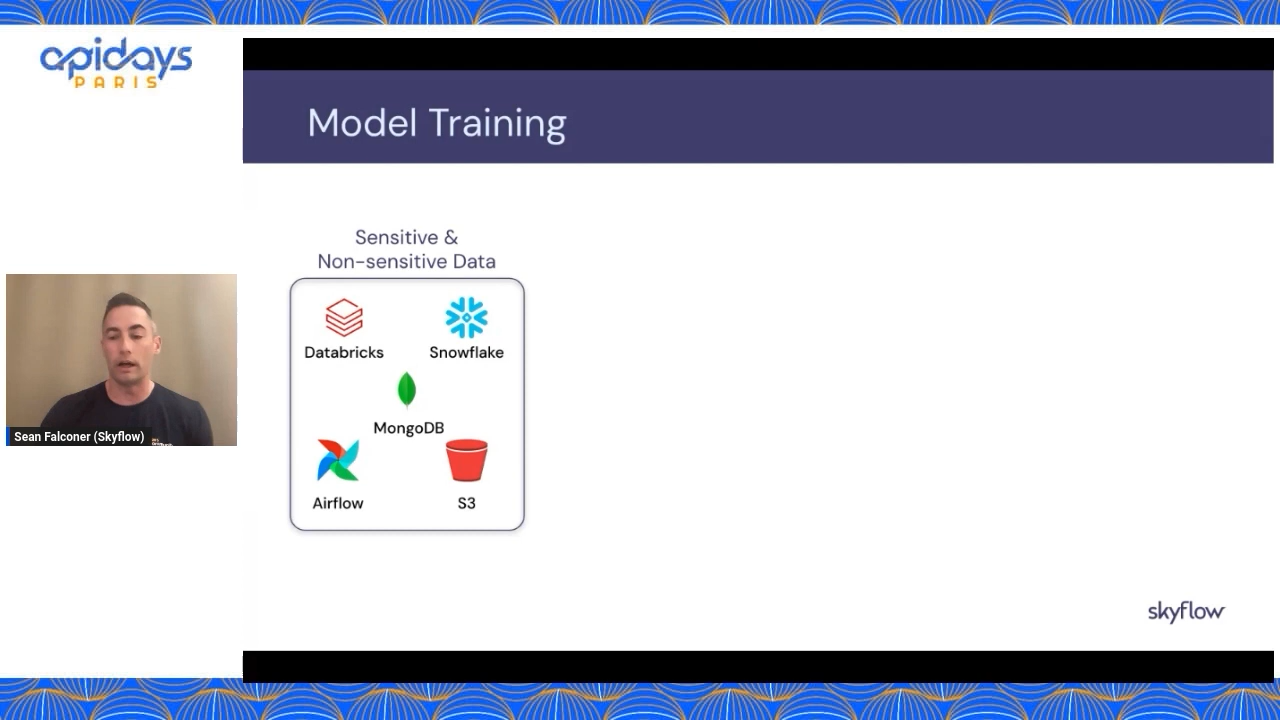 apidays
PARIS
Model Training
Sensitive &
Non-sensitive Data
Databricks
Snowflake
MongoDB
Airflow
S3
Sean Falconer (Skyflow)
skyflow